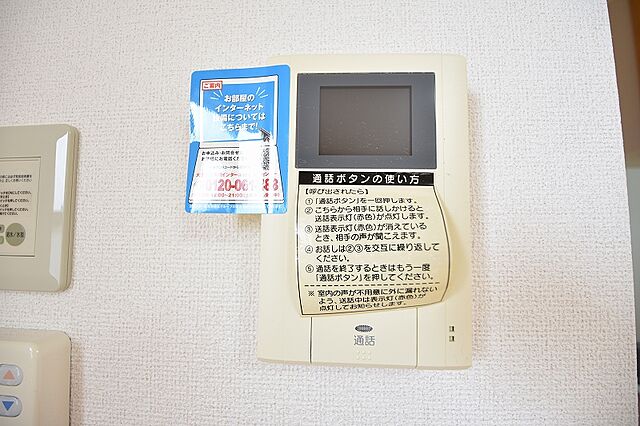 ご案内
お部屋の
インターネット
設備については
こちらまで!
通話ボタンの使い方
【呼び出されたら】
①「通話ボタン」を一回押します。
②こちらから相手に話しかけると
送話表示灯(赤色)が点灯します。
③送話表示灯(赤色)が消えている
とき、相手の声が聞こえます。
④お話しは②③を交互に繰り返して
ください。
⑤通話を終了するときはもう一度
「通話ボタン」を押してください。
※室内の声が不用意に外に漏れない
よう、送話中は表示灯(赤色)が
点灯してお知らせします。
通話